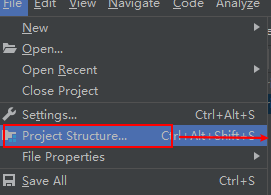 File Edit View Navigate Code Analyze
New
Open...
Open Recent
Close Project
Settings... Ctrl+Alt+S
Project Structure... Ctrl+Alt+Shift+S
File Properties
Save All Ctrl+S